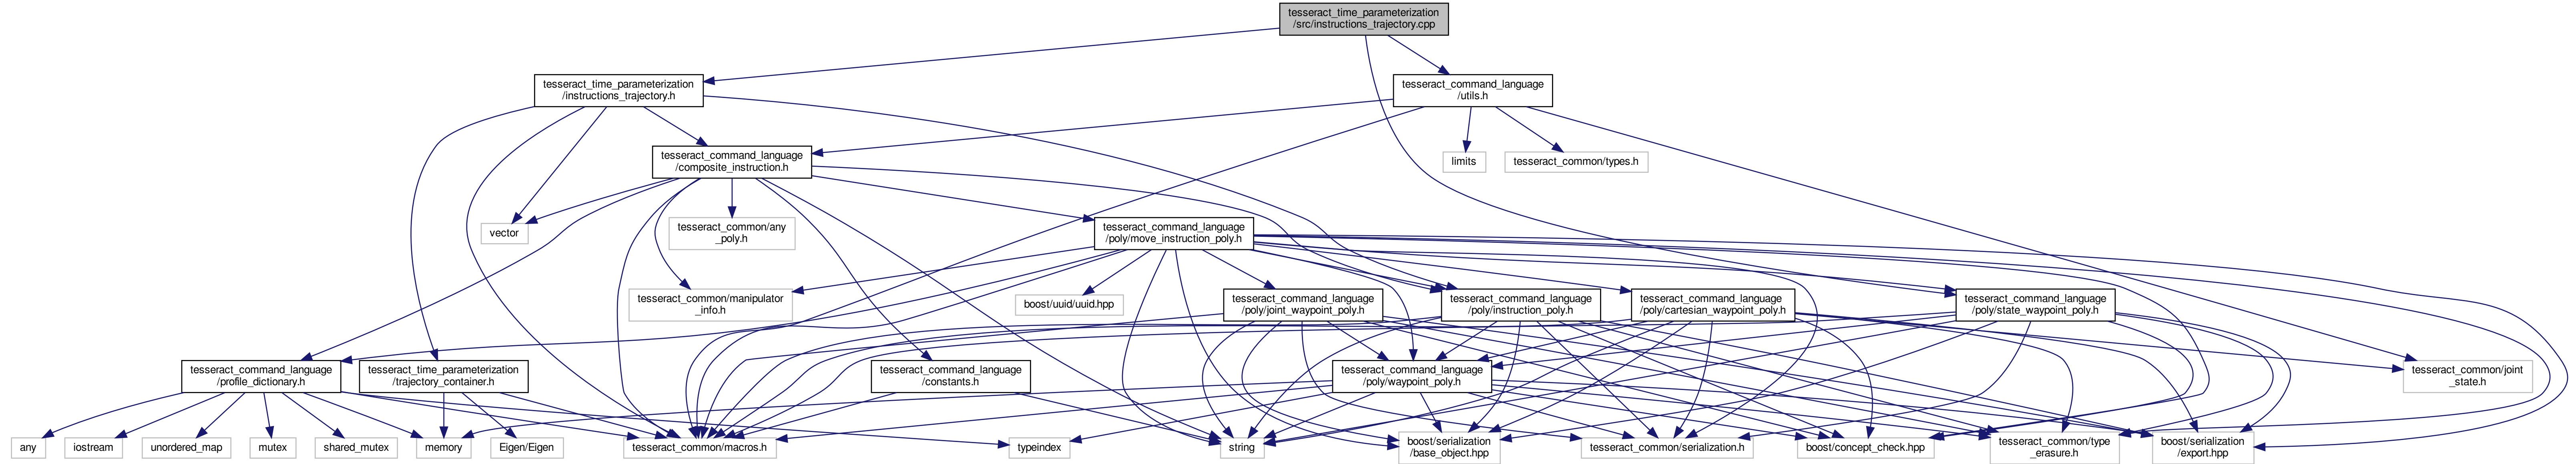 tesseract_time_parameterization
/src/instructions_trajectory.cpp
tesseract_time_parameterization
/instructions_trajectory.h
tesseract_command_language
/utils.h
tesseract_command_language
/composite_instruction.h
limits
tesseract_common/types.h
vector
tesseract_common/any
_poly.h
tesseract_command_language
/poly/move_instruction_poly.h
tesseract_common/manipulator
_info.h
boost/uuid/uuid.hpp
tesseract_command_language
/poly/joint_waypoint_poly.h
tesseract_command_language
/poly/instruction_poly.h
tesseract_command_language
/poly/cartesian_waypoint_poly.h
tesseract_command_language
/poly/state_waypoint_poly.h
tesseract_command_language
/profile_dictionary.h
tesseract_time_parameterization
/trajectory_container.h
tesseract_command_language
/constants.h
tesseract_command_language
/poly/waypoint_poly.h
tesseract_common/joint
_state.h
any
iostream
unordered_map
mutex
shared_mutex
memory
Eigen/Eigen
tesseract_common/macros.h
typeindex
string
boost/serialization
/base_object.hpp
tesseract_common/serialization.h
boost/concept_check.hpp
tesseract_common/type
_erasure.h
boost/serialization
/export.hpp